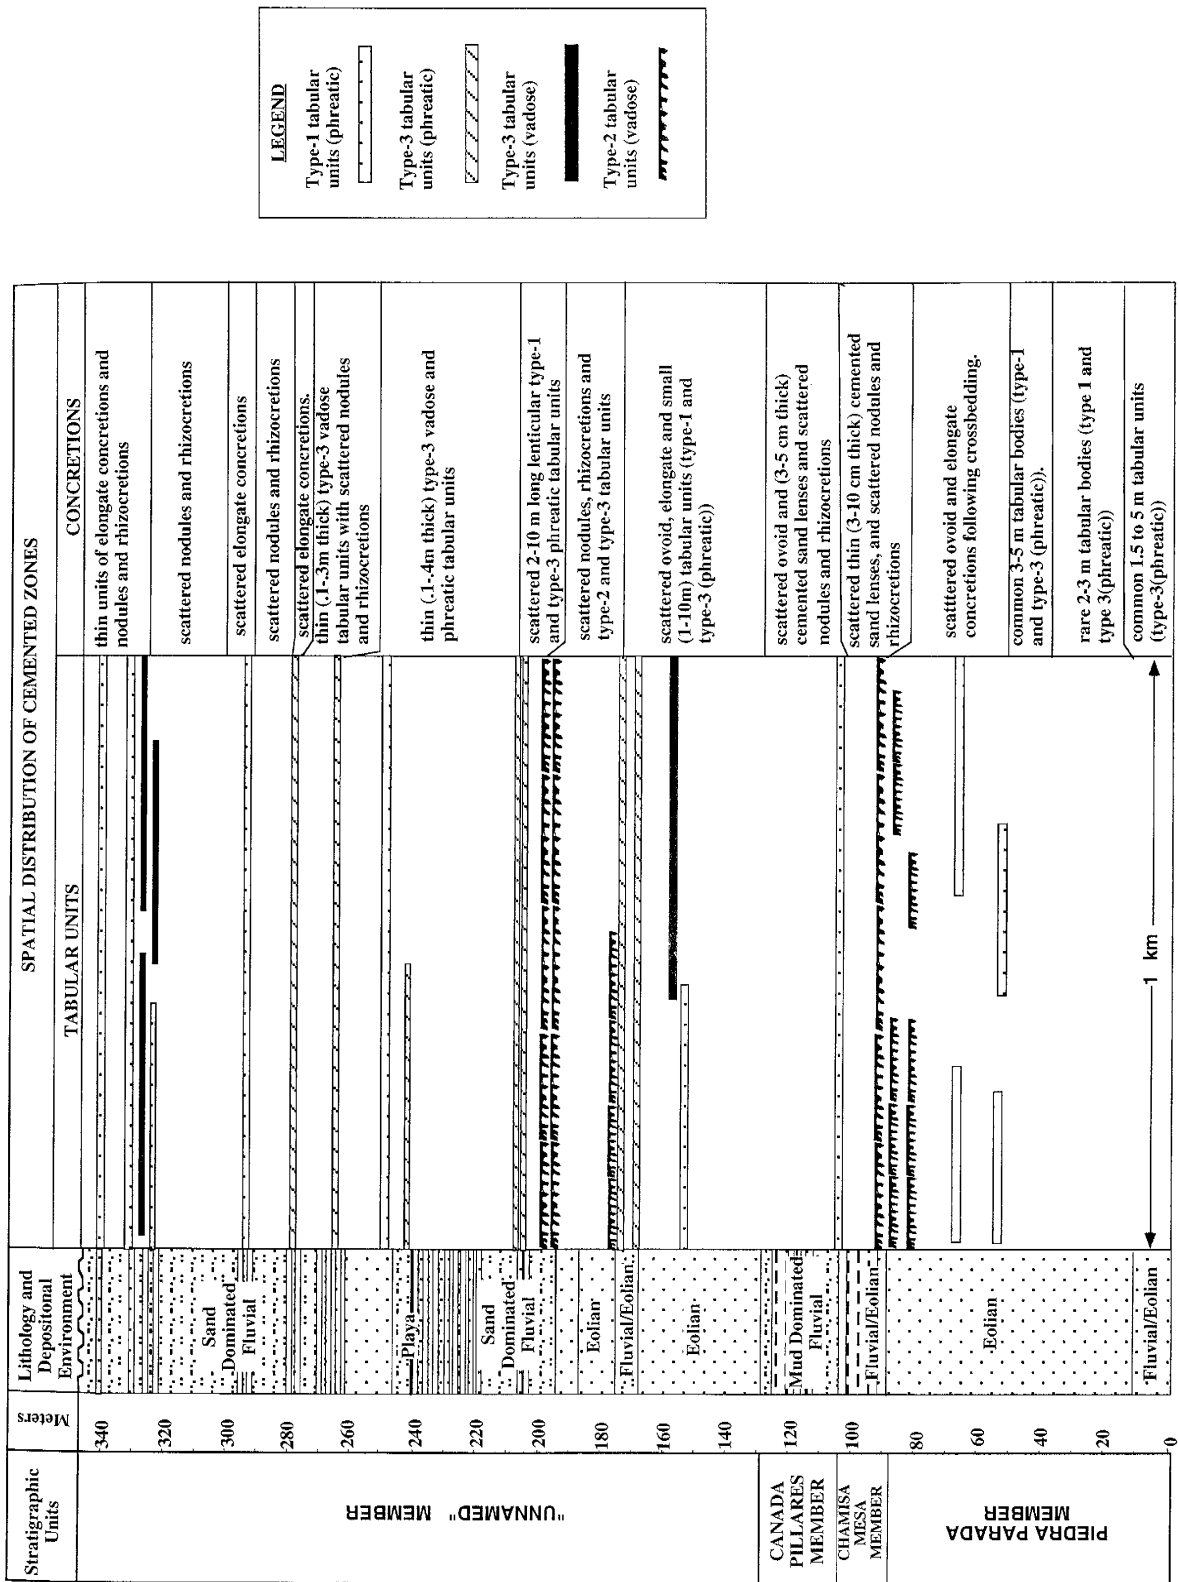 SPATIAL DISTRIBUTION OF CEMENTED ZONES
Stratigraphic
Units
Meters
Lithology and
Depositional
Environment
TABULAR UNITS
CONCRETIONS
340
320
300
280
260
240
220
200
180
160
140
120
100
80
60
40
20
0
"UNNAMED" MEMBER
CANADA
PILLARES
MEMBER
CHAMISA
MESA
MEMBER
PIEDRA PARADA
MEMBER
Sand
Dominated
Fluvial
Playa
Sand
Dominated
Fluvial
Eolian
Fluvial/Eolian
Eolian
Mud Dominated
Fluvial
Fluvial/Eolian
Eolian
Fluvial/Eolian
1 km
thin units of elongate concretions and
nodules and rhizocretions
scattered nodules and rhizocretions
scattered elongate concretions
scattered nodules and rhizocretions
scattered elongate concretions.
thin (.1-.3m thick) type-3 vadose
tabular units with scattered nodules
and rhizocretions
thin (.1-.4m thick) type-3 vadose and
phreatic tabular units
scattered 2-10 m long lenticular type-1
and type-3 phreatic tabular units
scattered nodules, rhizocretions and
type-2 and type-3 tabular units
scattered ovoid, elongate and small
(1-10m) tabular units (type-1 and
type-3 (phreatic))
scattered ovoid and (3-5 cm thick)
cemented sand lenses and scattered
nodules and rhizocretions
scattered thin (3-10 cm thick) cemented
sand lenses, and scattered nodules and
rhizocretions
scatttered ovoid and elongate
concretions following crossbedding.
common 3-5 m tabular bodies (type-1
and type-3 (phreatic)).
rare 2-3 m tabular bodies (type 1 and
type 3(phreatic))
common 1.5 to 5 m tabular units
(type-3(phreatic))
LEGEND
Type-1 tabular
units (phreatic)
Type-3 tabular
units (phreatic)
Type-3 tabular
units (vadose)
Type-2 tabular
units (vadose)